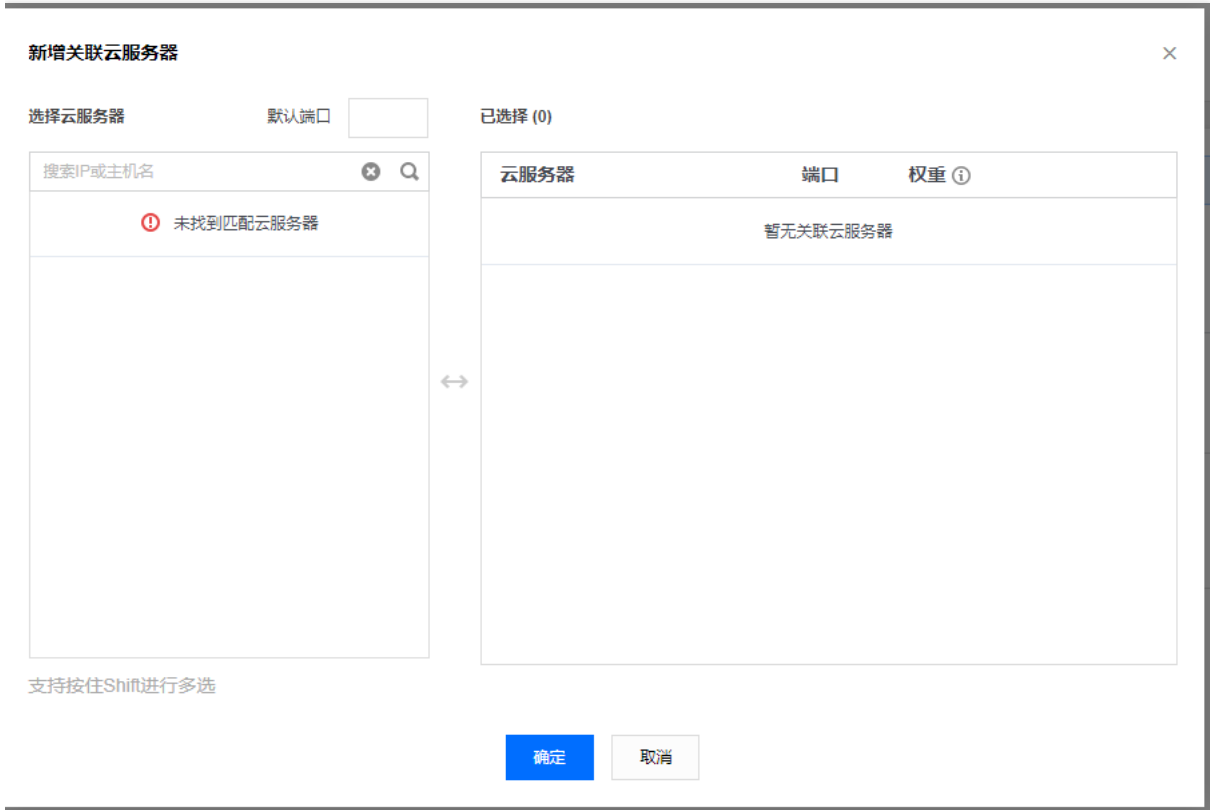 新增关联云服务器
选择云服务器 默认端口
搜索IP或主机名
未找到匹配云服务器
支持按住Shift进行多选
已选择 (0)
云服务器 端口 权重
暂无关联云服务器
确定 取消